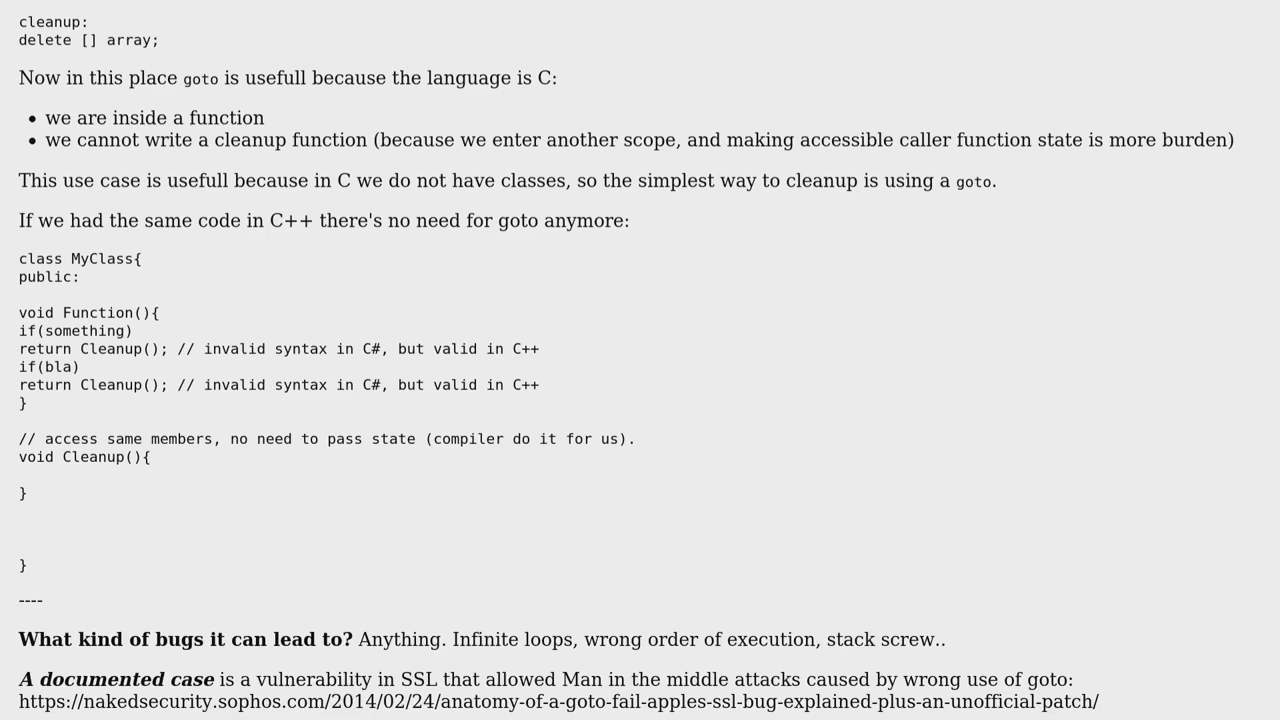 cleanup:
delete [] array;
Now in this place goto is usefull because the language is C:
• we are inside a function
• we cannot write a cleanup function (because we enter another scope, and making accessible caller function state is more burden)
This use case is usefull because in C we do not have classes, so the simplest way to cleanup is using a goto.
If we had the same code in C++ there's no need for goto anymore:
class MyClass{
public:
void Function(){
if(something)
return Cleanup(); // invalid syntax in C#, but valid in C++
if(bla)
return Cleanup(); // invalid syntax in C#, but valid in C++
}
// access same members, no need to pass state (compiler do it for us).
void Cleanup(){
}
}
----
What kind of bugs it can lead to? Anything. Infinite loops, wrong order of execution, stack screw..
A documented case is a vulnerability in SSL that allowed Man in the middle attacks caused by wrong use of goto:
https://nakedsecurity.sophos.com/2014/02/24/anatomy-of-a-goto-fail-apples-ssl-bug-explained-plus-an-unofficial-patch/